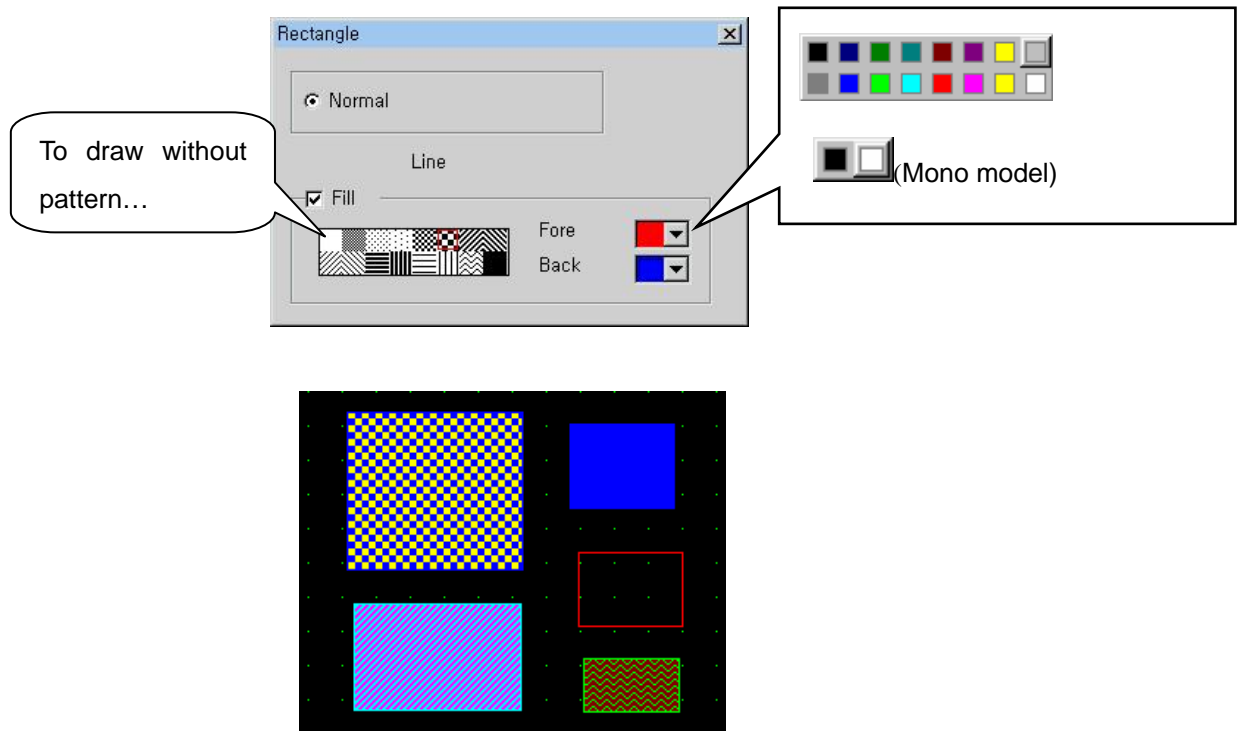 Rectangle
Normal
To draw without
pattern…
Line
Fill
Fore
Back
(Mono model)